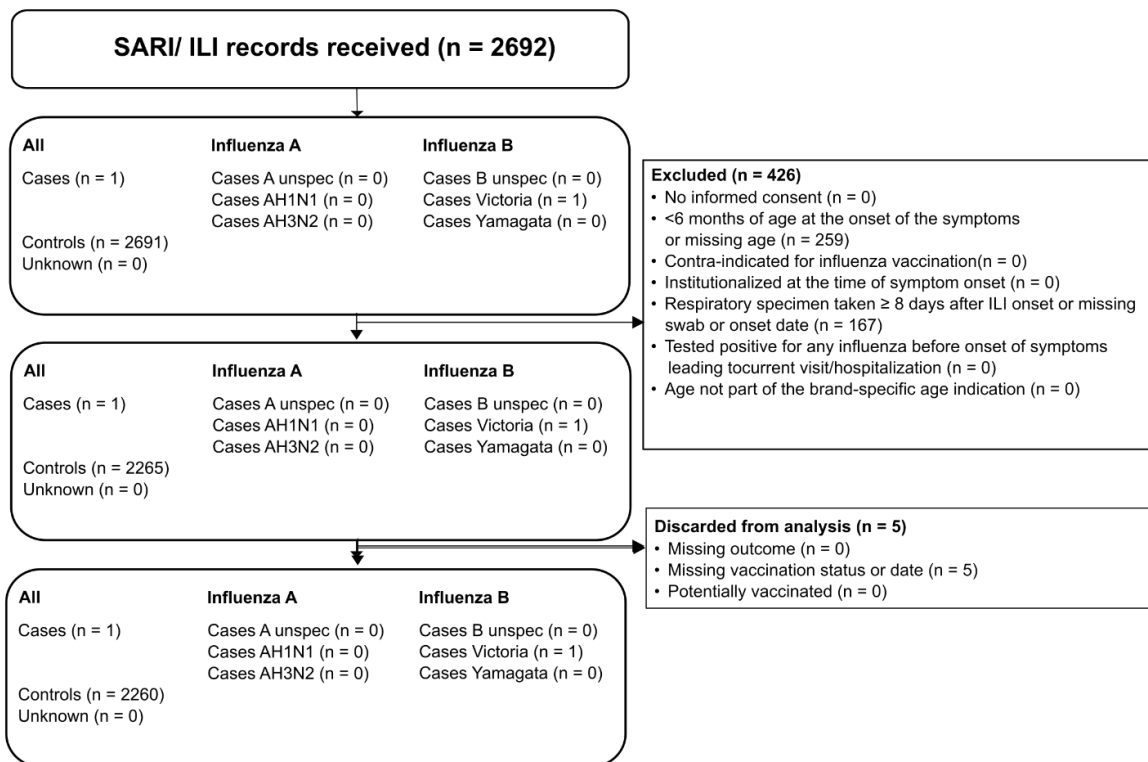 SARI/ ILI records received (n = 2692)
All Influenza A Influenza B
Cases (n = 1) Cases A unspec (n = 0) Cases B unspec (n = 0)
Cases AH1N1 (n = 0) Cases Victoria (n = 1)
Cases AH3N2 (n = 0) Cases Yamagata (n = 0)
Controls (n = 2691)
Unknown (n = 0)
Excluded (n = 426)
• No informed consent (n = 0)
• <6 months of age at the onset of the symptoms
or missing age (n = 259)
• Contra-indicated for influenza vaccination(n = 0)
• Institutionalized at the time of symptom onset (n = 0)
• Respiratory specimen taken ≥ 8 days after ILI onset or missing
swab or onset date (n = 167)
• Tested positive for any influenza before onset of symptoms
leading tocurrent visit/hospitalization (n = 0)
• Age not part of the brand-specific age indication (n = 0)
All Influenza A Influenza B
Cases (n = 1) Cases A unspec (n = 0) Cases B unspec (n = 0)
Cases AH1N1 (n = 0) Cases Victoria (n = 1)
Cases AH3N2 (n = 0) Cases Yamagata (n = 0)
Controls (n = 2265)
Unknown (n = 0)
Discarded from analysis (n = 5)
• Missing outcome (n = 0)
• Missing vaccination status or date (n = 5)
• Potentially vaccinated (n = 0)
All Influenza A Influenza B
Cases (n = 1) Cases A unspec (n = 0) Cases B unspec (n = 0)
Cases AH1N1 (n = 0) Cases Victoria (n = 1)
Cases AH3N2 (n = 0) Cases Yamagata (n = 0)
Controls (n = 2260)
Unknown (n = 0)